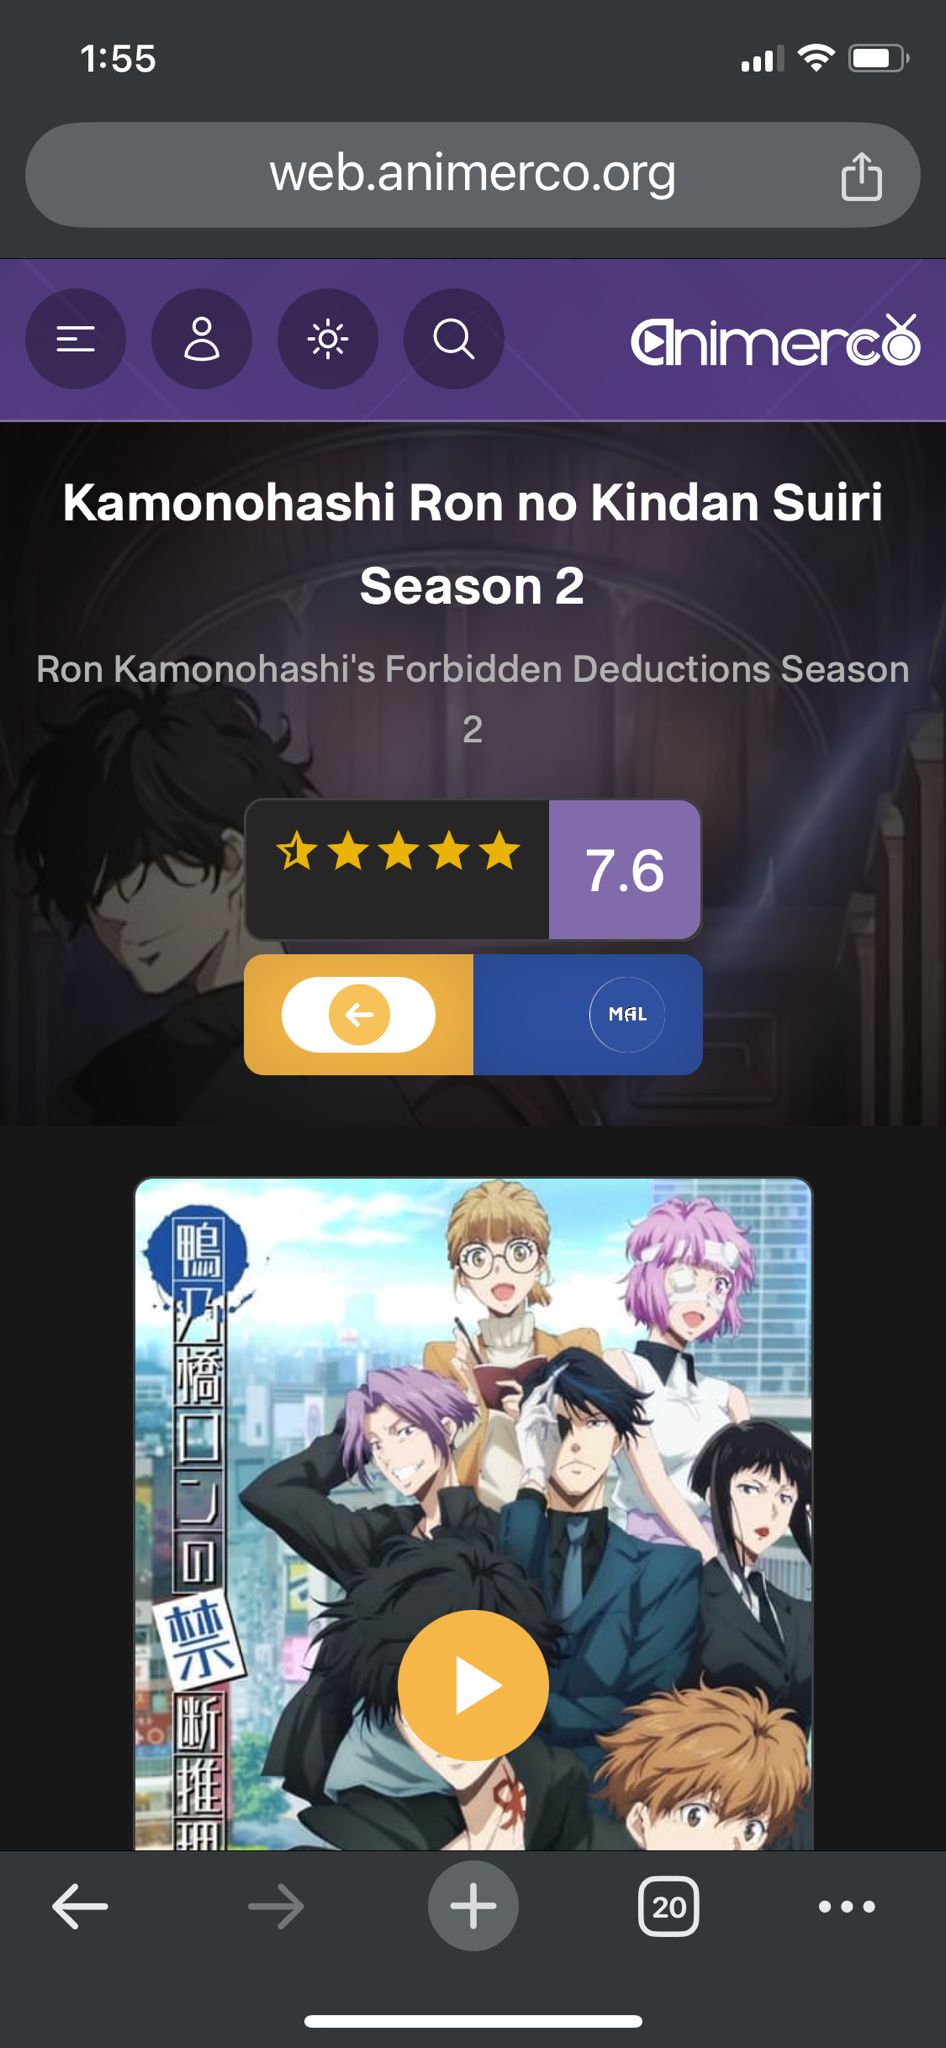 1:55
web.animerco.org
animerco
Kamonohashi Ron no Kindan Suiri
Season 2
Ron Kamonohashi's Forbidden Deductions Season
2
7.6
MAL
鴨乃橋ロンの禁断推理
20